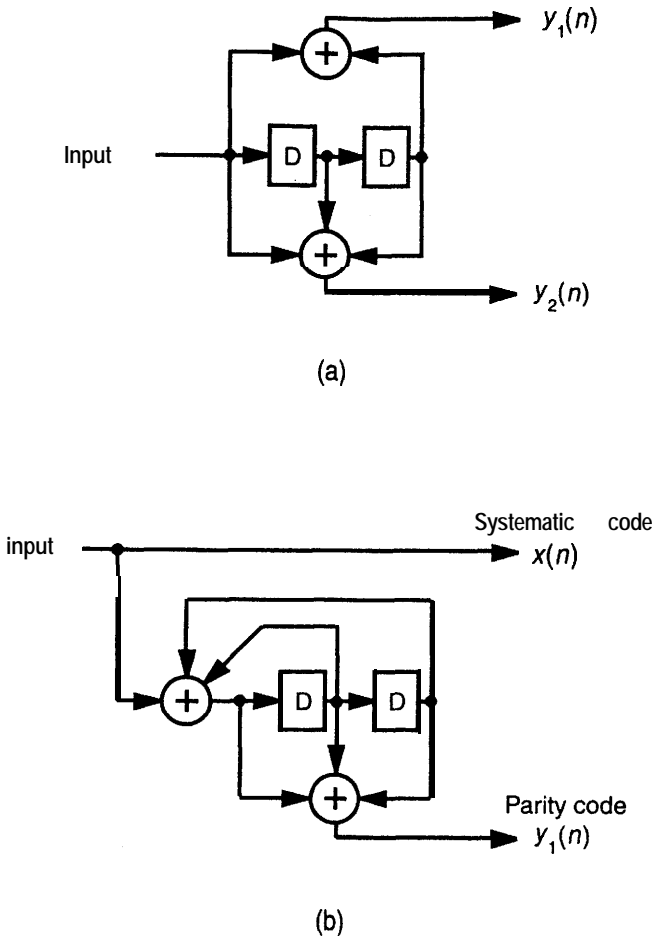 y₁(n)
Input
D D
+
+
y₂(n)
(a)
Systematic code
input
x(n)
+ D D
+
Parity code
y₁(n)
(b)